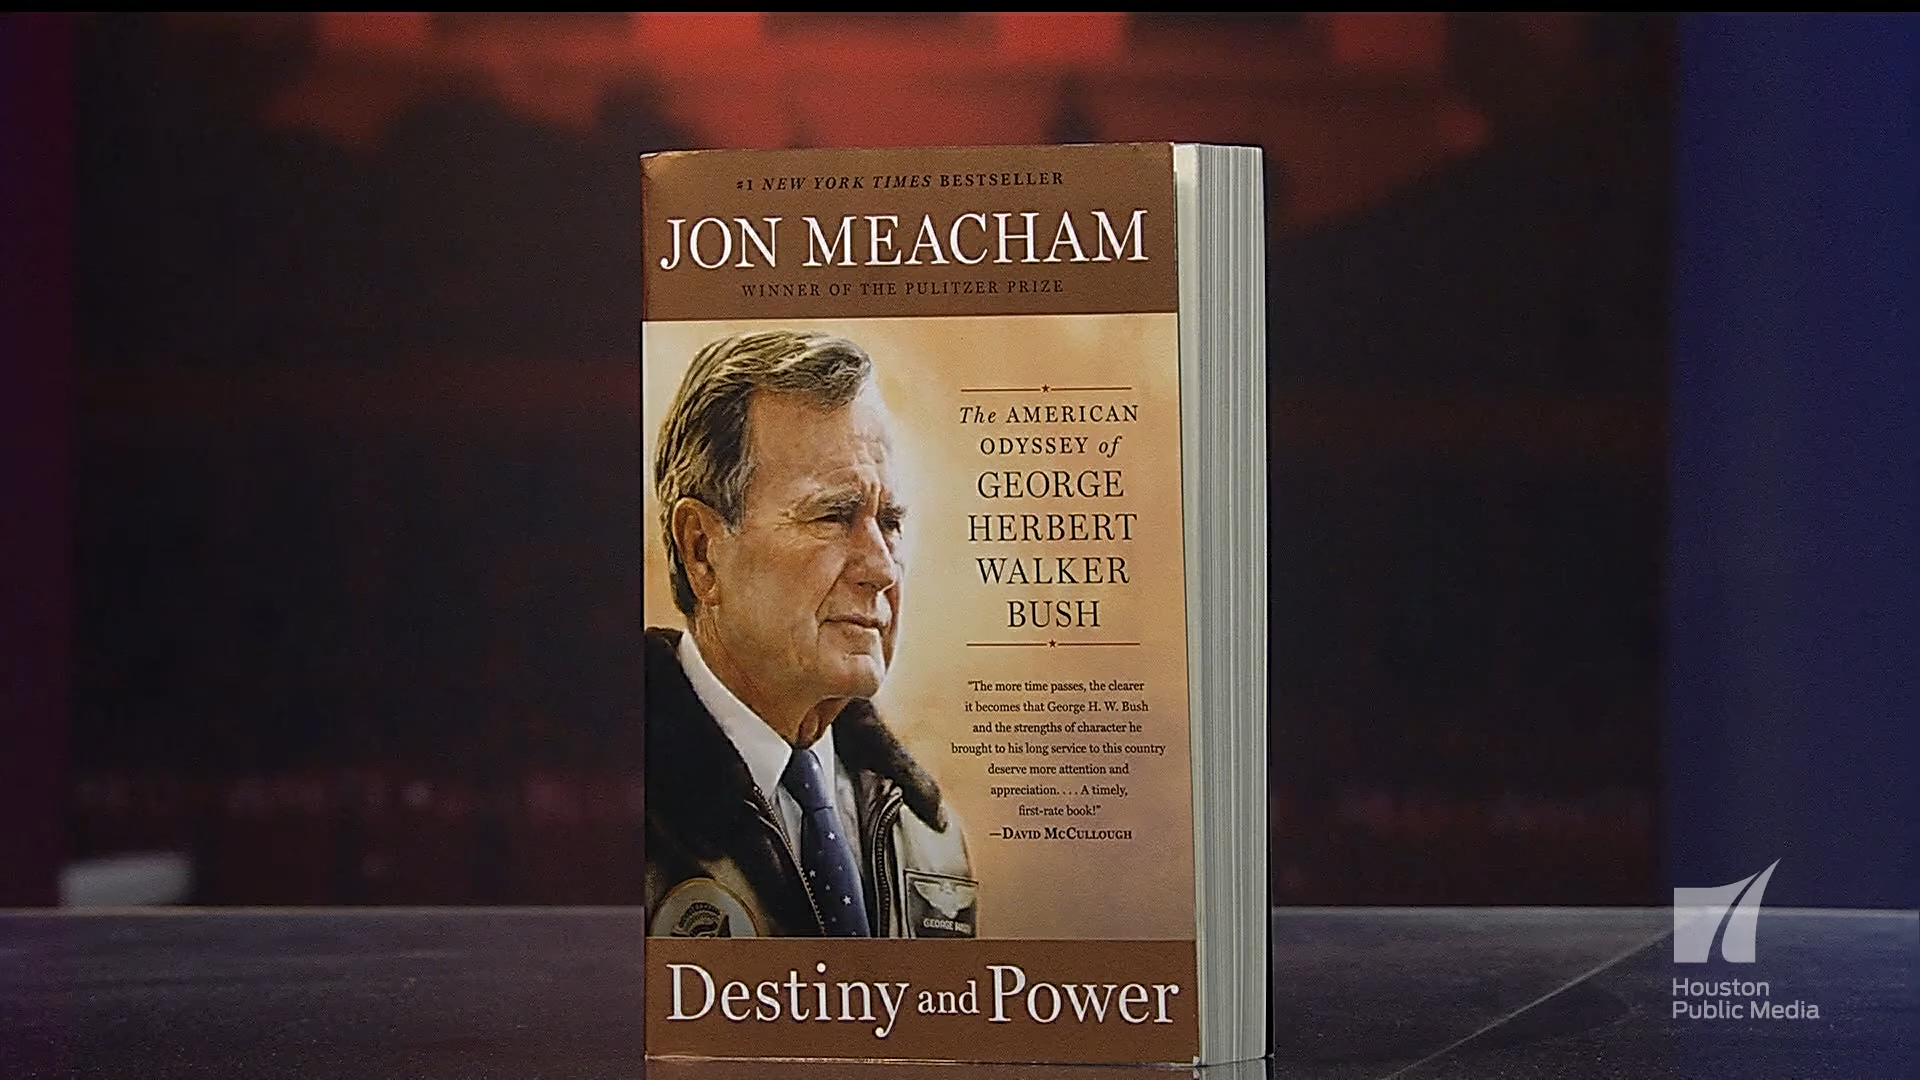 #1 NEW YORK TIMES BESTSELLER
JON MEACHAM
WINNER OF THE PULITZER PRIZE
The AMERICAN
ODYSSEY of
GEORGE
HERBERT
WALKER
BUSH
"The more time passes, the clearer
it becomes that George H. W. Bush
and the strengths of character he
brought to his long service to this country
deserve more attention and
appreciation. . . . A timely,
first-rate book!"
—DAVID MCCULLOUGH
GEORGE BUSH
Destiny and Power
Houston
Public Media